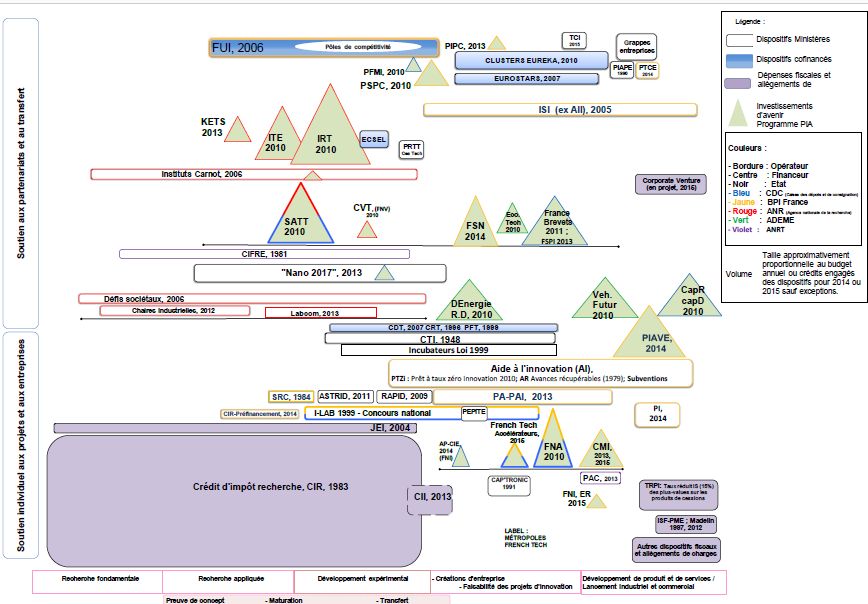 Soutien aux partenariats et au transfert
Soutien individuel aux projets et aux entreprises
FUI, 2006
Pôles de compétitivité
PIPC, 2013
TCI
2015
Grappes
entreprises
PFMI, 2010
PSPC, 2010
CLUSTERS EUREKA, 2010
EUROSTARS, 2007
PIAPE
1990
PTCE
2014
ISI (ex AII), 2005
KETS
2013
ITE
2010
IRT
2010
ECSEL
PRTT
Cea Tech
Instituts Carnot, 2006
Corporate Venture
(en projet, 2015)
SATT
2010
CVT, (FNV)
2010
FSN
2014
Eco.
Tech
2010
France
Brevets
2011 ;
FSPI 2013
CIFRE, 1981
"Nano 2017", 2013
Défis sociétaux, 2006
Chaires Industrielles, 2012
Laboom, 2013
DEnergie
R.D, 2010
Veh.
Futur
2010
CapR
capD
2010
CDT, 2007 CRT, 1996 PFT, 1999
CTI, 1948
Incubateurs Loi 1999
PIAVE,
2014
Aide à l'innovation (AI),
PTZi : Prêt à taux zéro Innovation 2010; AR Avances récupérables (1979); Subventions
SRC, 1984
ASTRID, 2011
RAPID, 2009
PA-PAI, 2013
CIR-Préfinancement, 2014
I-LAB 1999 - Concours national
PEPITE
PI,
2014
JEI, 2004
French Tech
Accélérateurs,
2015
AP-CIE,
2014
(FNI)
FNA
2010
CMI,
2013,
2015
Crédit d'impôt recherche, CIR, 1983
CII, 2013
CAP'TRONIC
1991
PAC, 2013
FNI, ER
2015
TRPI: Taux réduit IS (15%)
des plus-values sur les
produits de cessions
ISF-PME ; Madelin
1997, 2012
LABEL :
MÉTROPOLES
FRENCH TECH
Autres dispositifs fiscaux
et allègements de charges
Recherche fondamentale
Recherche appliquée
Développement expérimental
- Créations d'entreprise
- Faisabilité des projets d'innovation
Développement de produit et de services /
Lancement industriel et commercial
Preuve de concept
- Maturation
- Transfert
Légende :
Dispositifs Ministères
Dispositifs cofinancés
Dépenses fiscales et
allègements de
Investissements
d'avenir
Programme PIA
Couleurs :
- Bordure : Opérateur
- Centre : Financeur
- Noir : Etat
- Bleu : CDC (Caisse des dépôts et de consignation)
- Jaune : BPI France
- Rouge : ANR (Agence nationale de la recherche)
- Vert : ADEME
- Violet : ANRT
Volume
Taille approximativement
proportionnelle au budget
annuel ou crédits engagés
des dispositifs pour 2014 ou
2015 sauf exceptions.